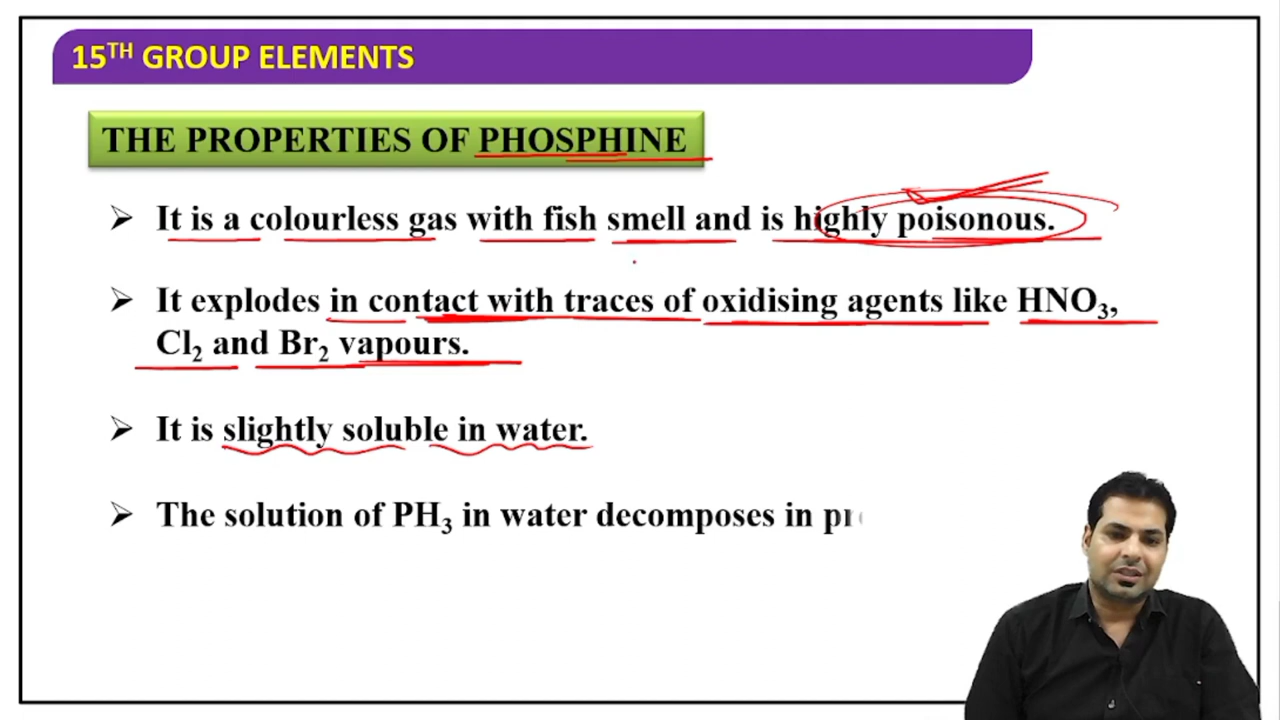 15TH GROUP ELEMENTS
THE PROPERTIES OF PHOSPHINE
➢ It is a colourless gas with fish smell and is highly poisonous.
➢ It explodes in contact with traces of oxidising agents like HNO3,
Cl2 and Br2 vapours.
➢ It is slightly soluble in water.
➢ The solution of PH3 in water decomposes in